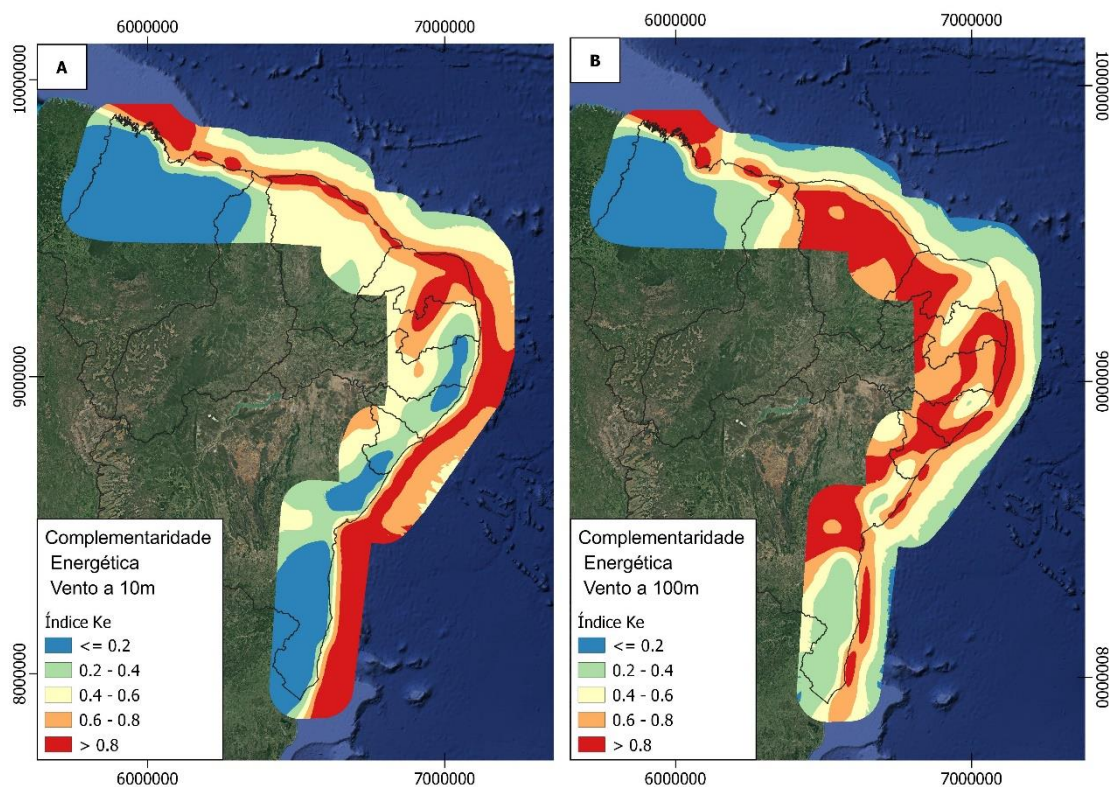 6000000
7000000
A
10000000
9000000
8000000
Complementaridade
Energética
Vento a 10m
Índice Ke
<= 0.2
0.2 - 0.4
0.4 - 0.6
0.6 - 0.8
> 0.8
6000000
7000000
6000000
7000000
B
10000000
9000000
8000000
Complementaridade
Energética
Vento a 100m
Índice Ke
<= 0.2
0.2 - 0.4
0.4 - 0.6
0.6 - 0.8
> 0.8
6000000
7000000